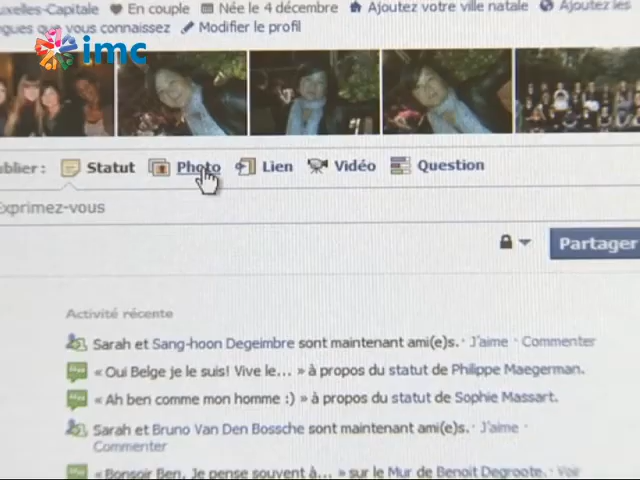 uxelles-Capitale En couple Née le 4 décembre Ajoutez votre ville natale Ajoutez les
ngues que vous connaissez Modifier le profil
imc
ublier : Statut Photo Lien Vidéo Question
Exprimez-vous
Partager
Activité récente
Sarah et Sang-hoon Degeimbre sont maintenant ami(e)s. · J'aime · Commenter
« Oui Belge je le suis! Vive le... » à propos du statut de Philippe Maegerman.
« Ah ben comme mon homme :) » à propos du statut de Sophie Massart.
Sarah et Bruno Van Den Bossche sont maintenant ami(e)s. · J'aime ·
Commenter
« Bonsoir Ben, Je pense souvent à... » sur le Mur de Benoit Degroote. · Voir